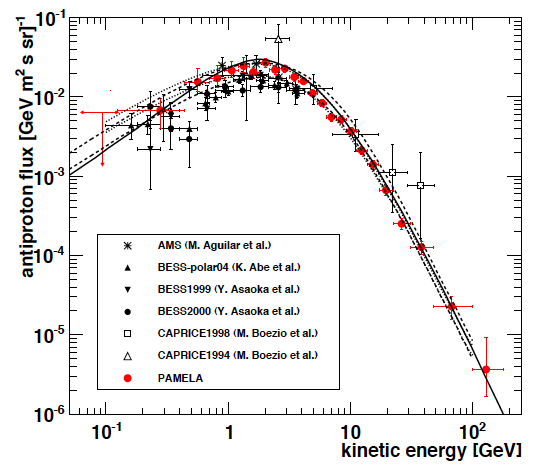 antiproton flux [GeV m² s sr]⁻¹
10⁻¹
10⁻²
10⁻³
10⁻⁴
10⁻⁵
10⁻⁶
AMS (M. Aguilar et al.)
BESS-polar04 (K. Abe et al.)
BESS1999 (Y. Asaoka et al.)
BESS2000 (Y. Asaoka et al.)
CAPRICE1998 (M. Boezio et al.)
CAPRICE1994 (M. Boezio et al.)
PAMELA
10⁻¹ 1 10 10²
kinetic energy [GeV]